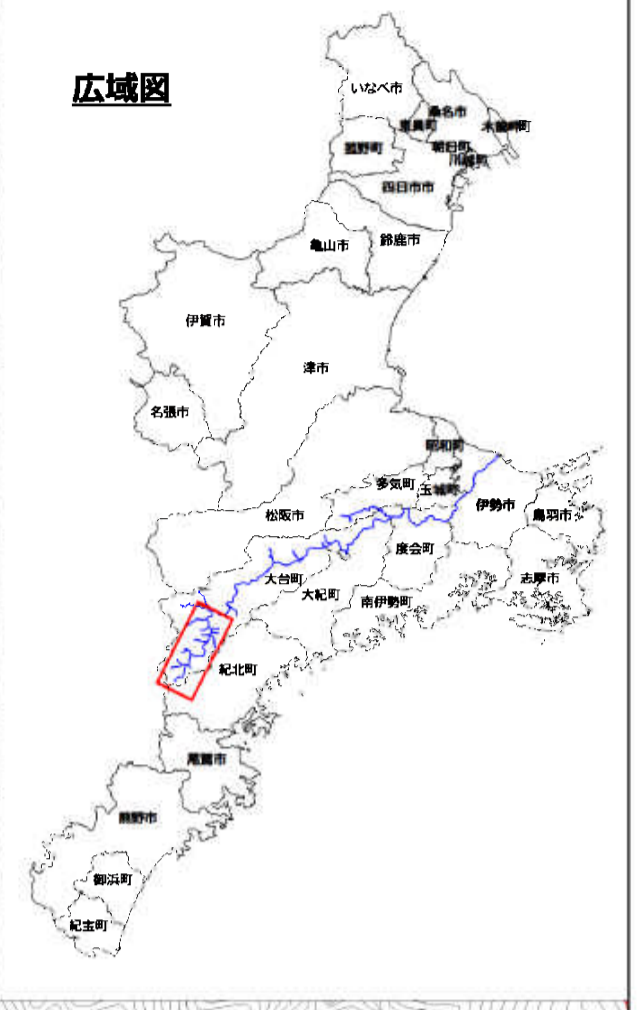 広域図
いなべ市
桑名市
東員町
木曽岬町
朝日町
川越町
菰野町
四日市市
鈴鹿市
亀山市
伊賀市
津市
名張市
明和町
多気町
玉城町
伊勢市
鳥羽市
松阪市
度会町
志摩市
大台町
大紀町
南伊勢町
紀北町
尾鷲市
熊野市
御浜町
紀宝町